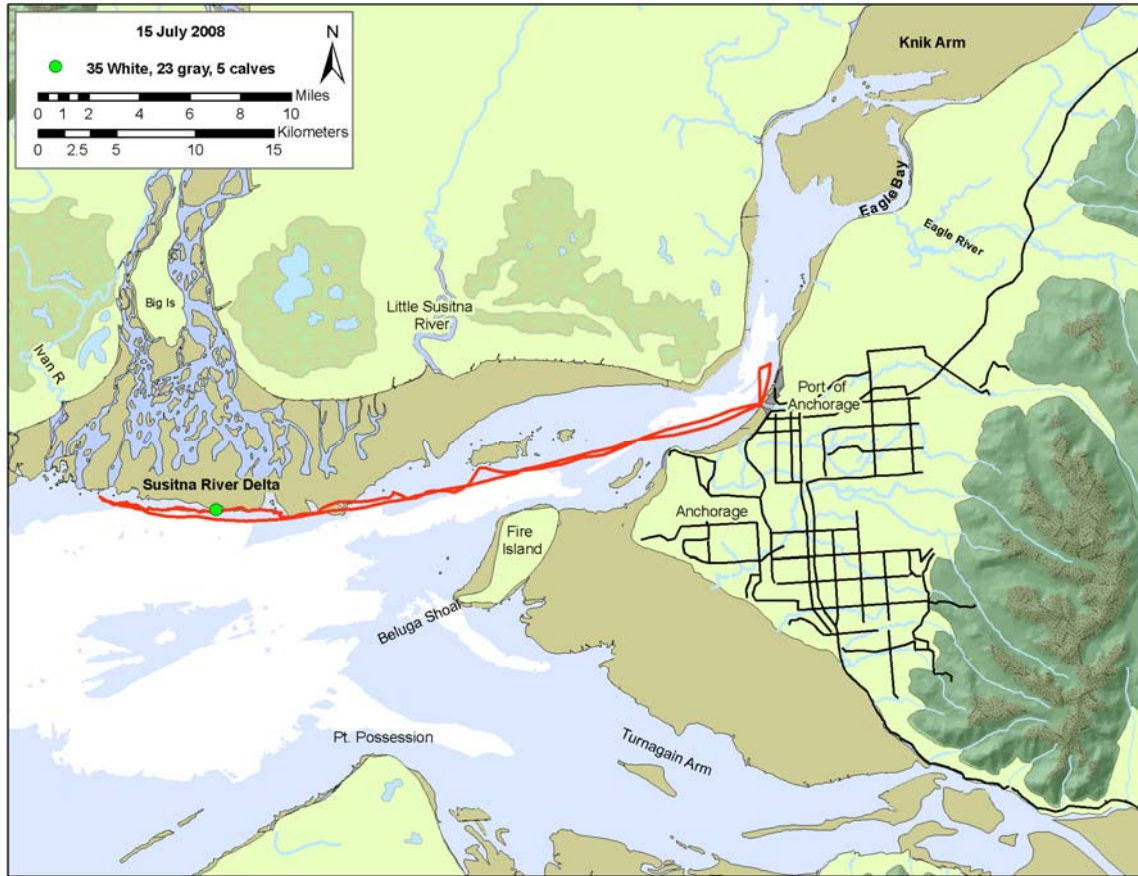 15 July 2008
N
35 White, 23 gray, 5 calves
Miles
0 1 2 4 6 8 10
Kilometers
0 2.5 5 10 15
Knik Arm
Eagle Bay
Eagle River
Big Is
Little Susitna
River
Ivan R
Port of
Anchorage
Susitna River Delta
Anchorage
Fire
Island
Beluga Shoal
Pt. Possession
Turnagain Arm